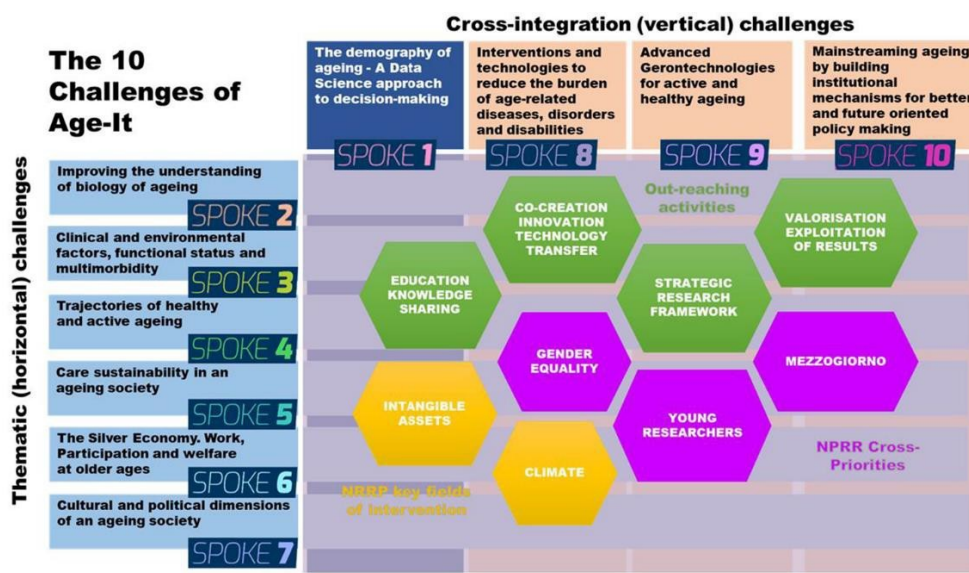 Cross-integration (vertical) challenges
The 10
Challenges of
Age-It
The demography of
ageing - A Data
Science approach
to decision-making
SPOKE 1
Interventions and
technologies to
reduce the burden
of age-related
diseases, disorders
and disabilities
SPOKE 8
Advanced
Gerontechnologies
for active and
healthy ageing
SPOKE 9
Mainstreaming ageing
by building
institutional
mechanisms for better
and future oriented
policy making
SPOKE 10
Thematic (horizontal) challenges
Improving the understanding
of biology of ageing
SPOKE 2
Clinical and environmental
factors, functional status and
multimorbidity
SPOKE 3
Trajectories of healthy
and active ageing
SPOKE 4
Care sustainability in an
ageing society
SPOKE 5
The Silver Economy. Work,
Participation and welfare
at older ages
SPOKE 6
Cultural and political dimensions
of an ageing society
SPOKE 7
Out-reaching
activities
CO-CREATION
INNOVATION
TECHNOLOGY
TRANSFER
VALORISATION
EXPLOITATION
OF RESULTS
EDUCATION
KNOWLEDGE
SHARING
STRATEGIC
RESEARCH
FRAMEWORK
GENDER
EQUALITY
MEZZOGIORNO
INTANGIBLE
ASSETS
YOUNG
RESEARCHERS
CLIMATE
NPRR Cross-
Priorities
NRRP key fields
of Intervention